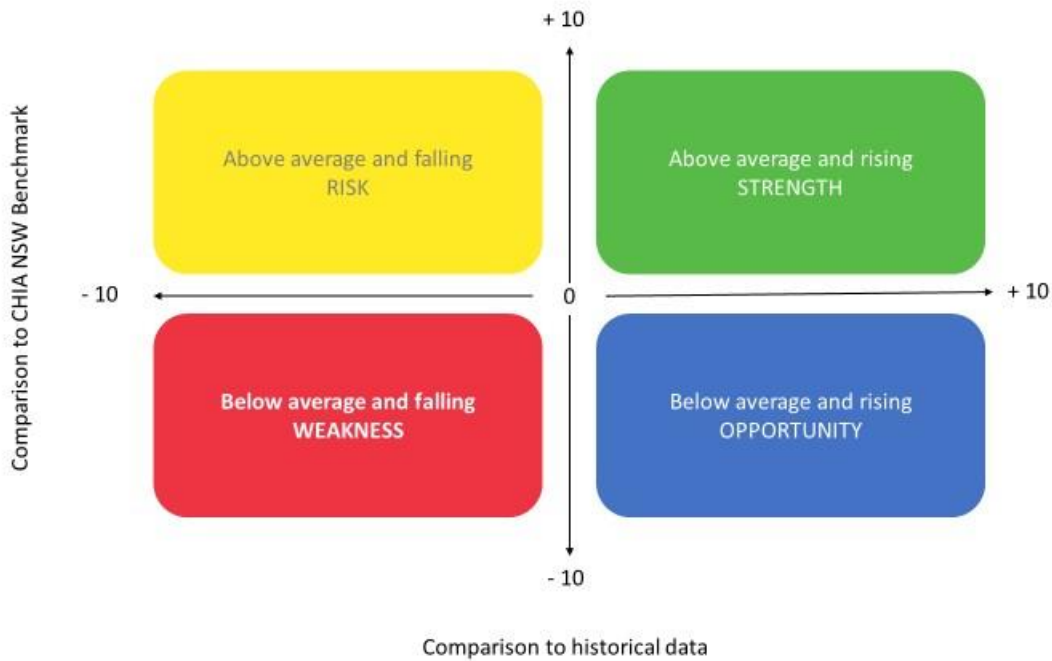 + 10
Comparison to CHIA NSW Benchmark
Above average and falling
RISK
Above average and rising
STRENGTH
- 10
0
+ 10
Below average and falling
WEAKNESS
Below average and rising
OPPORTUNITY
- 10
Comparison to historical data